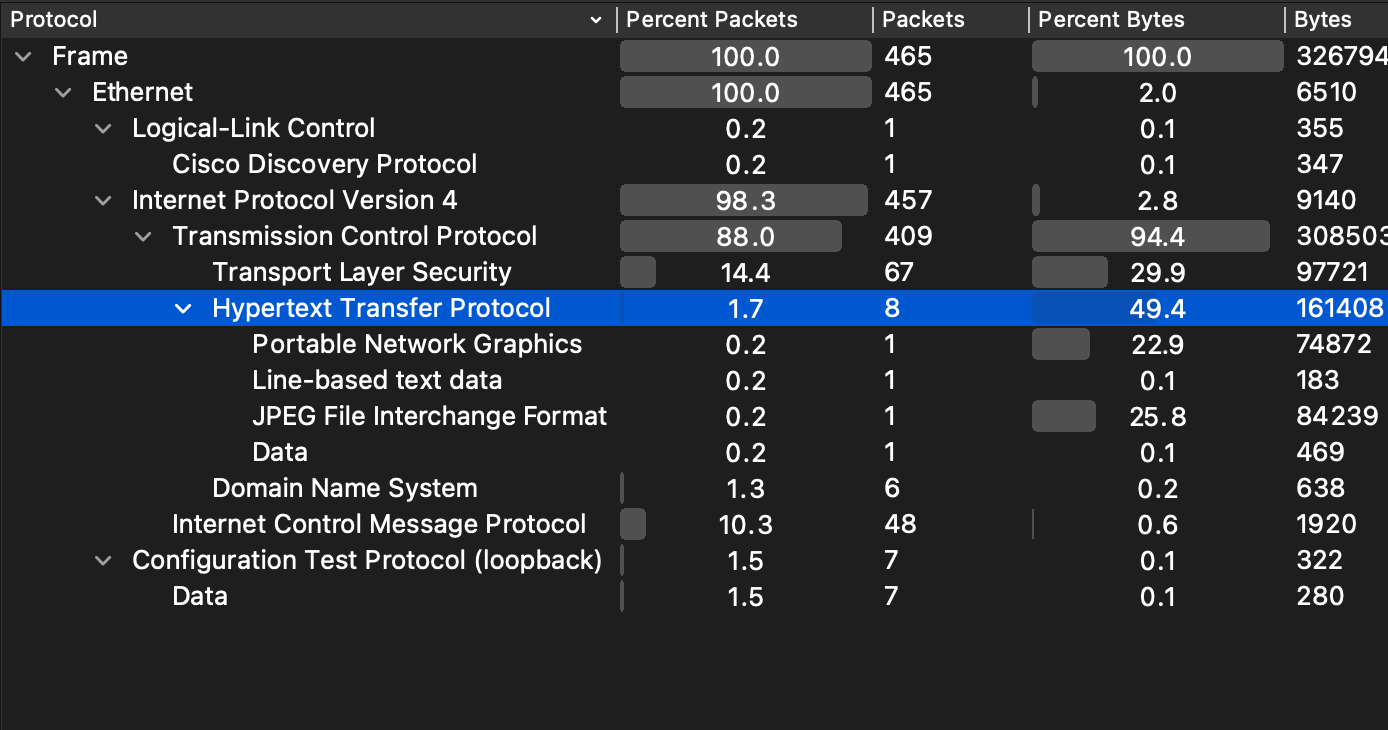 Protocol Percent Packets Packets Percent Bytes Bytes
Frame 100.0 465 100.0 326794
Ethernet 100.0 465 2.0 6510
Logical-Link Control 0.2 1 0.1 355
Cisco Discovery Protocol 0.2 1 0.1 347
Internet Protocol Version 4 98.3 457 2.8 9140
Transmission Control Protocol 88.0 409 94.4 308503
Transport Layer Security 14.4 67 29.9 97721
Hypertext Transfer Protocol 1.7 8 49.4 161408
Portable Network Graphics 0.2 1 22.9 74872
Line-based text data 0.2 1 0.1 183
JPEG File Interchange Format 0.2 1 25.8 84239
Data 0.2 1 0.1 469
Domain Name System 1.3 6 0.2 638
Internet Control Message Protocol 10.3 48 0.6 1920
Configuration Test Protocol (loopback) 1.5 7 0.1 322
Data 1.5 7 0.1 280